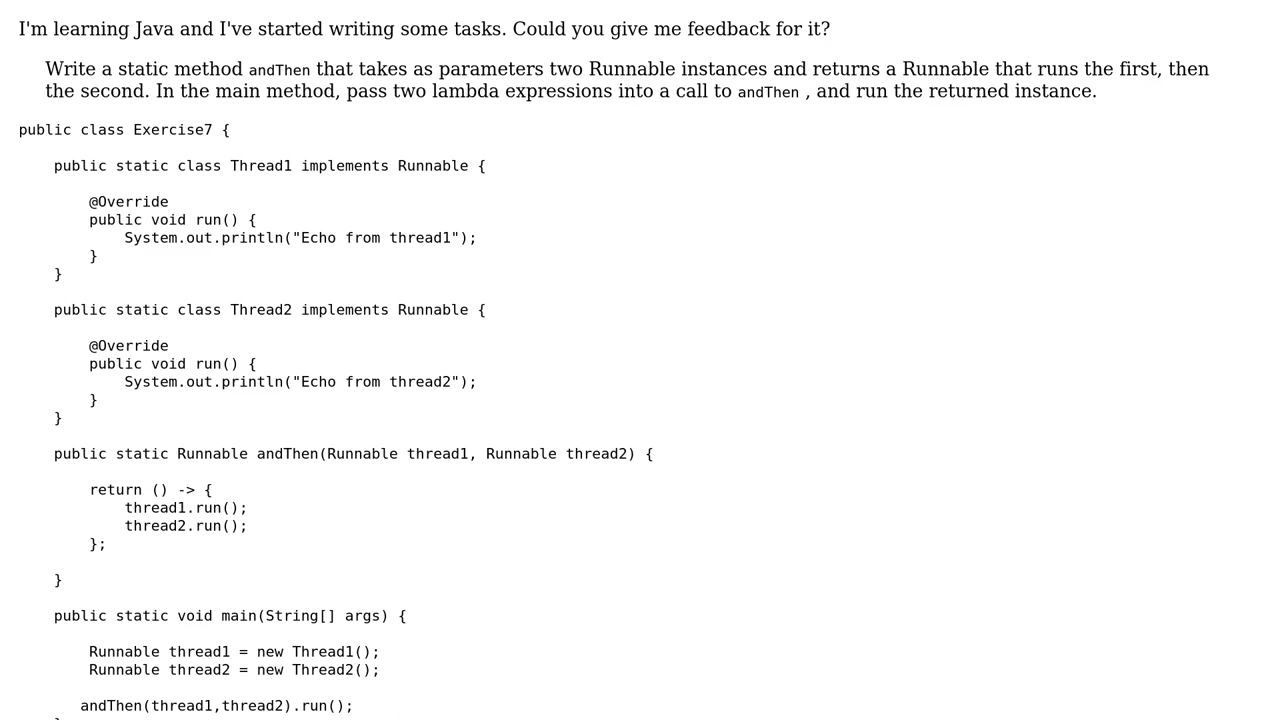 I'm learning Java and I've started writing some tasks. Could you give me feedback for it?
Write a static method andThen that takes as parameters two Runnable instances and returns a Runnable that runs the first, then
the second. In the main method, pass two lambda expressions into a call to andThen , and run the returned instance.
public class Exercise7 {
    public static class Thread1 implements Runnable {
        @Override
        public void run() {
            System.out.println("Echo from thread1");
        }
    }
    public static class Thread2 implements Runnable {
        @Override
        public void run() {
            System.out.println("Echo from thread2");
        }
    }
    public static Runnable andThen(Runnable thread1, Runnable thread2) {
        return () -> {
            thread1.run();
            thread2.run();
        };
    }
    public static void main(String[] args) {
        Runnable thread1 = new Thread1();
        Runnable thread2 = new Thread2();
       andThen(thread1,thread2).run();